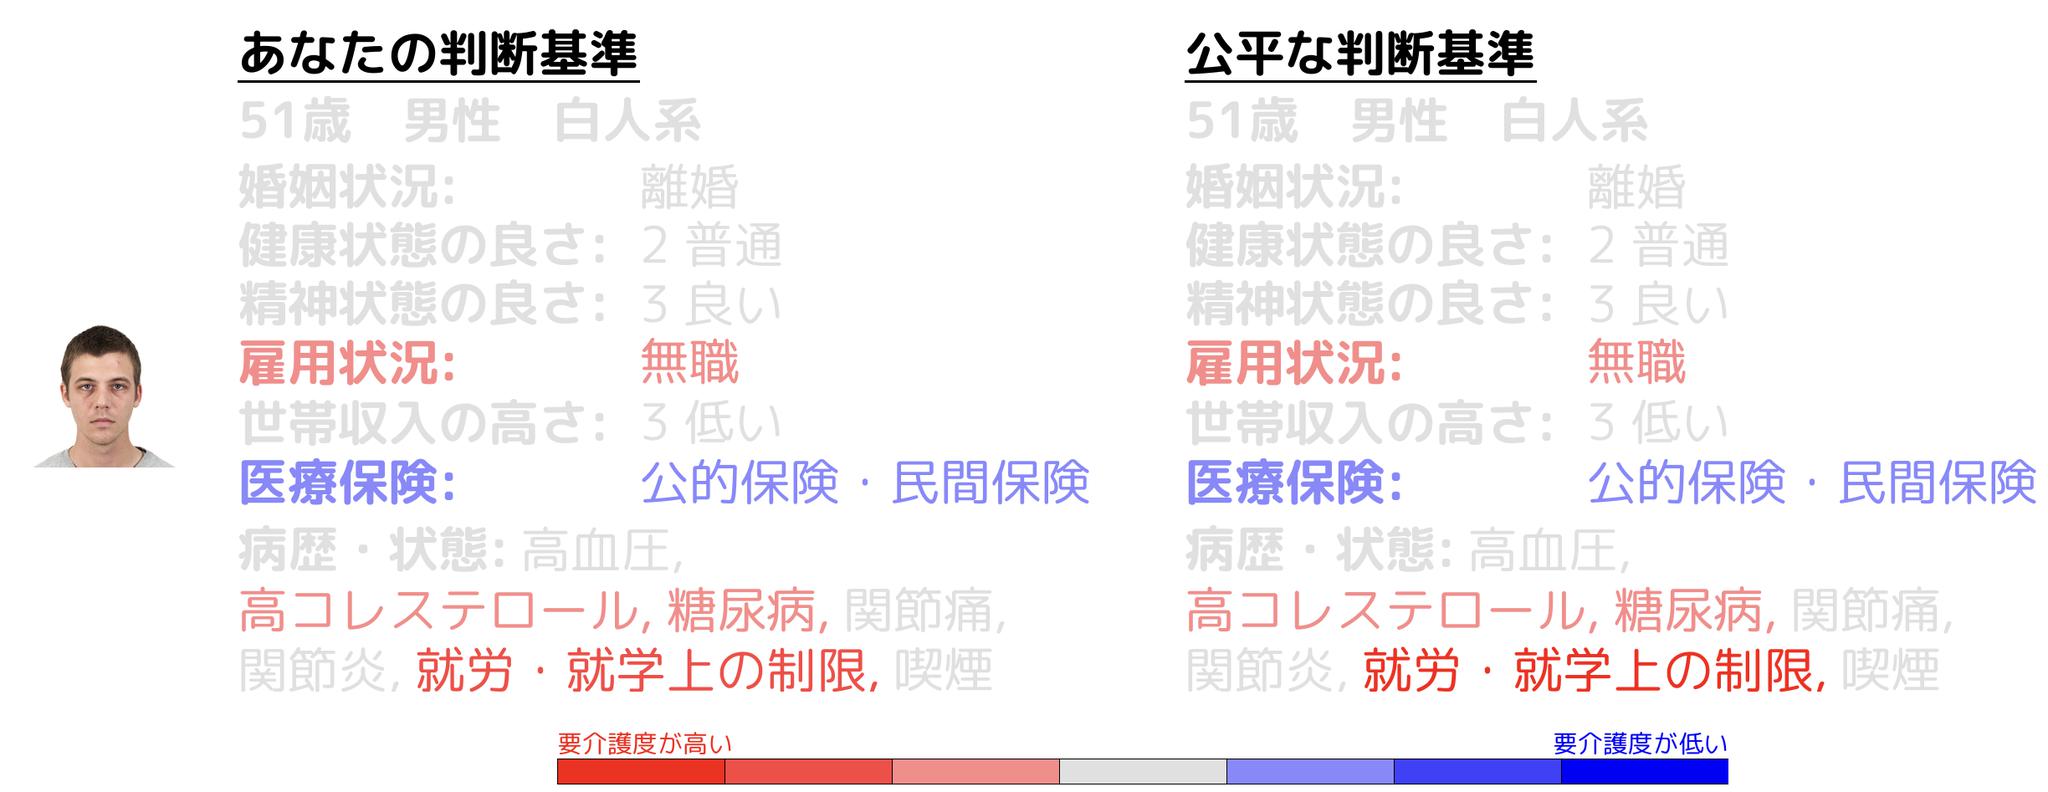 あなたの判断基準
51歳 男性 白人系
婚姻状況: 離婚
健康状態の良さ: 2 普通
精神状態の良さ: 3 良い
雇用状況: 無職
世帯収入の高さ: 3 低い
医療保険: 公的保険・民間保険
病歴・状態: 高血圧,
高コレステロール, 糖尿病, 関節痛,
関節炎, 就労・就学上の制限, 喫煙
公平な判断基準
51歳 男性 白人系
婚姻状況: 離婚
健康状態の良さ: 2 普通
精神状態の良さ: 3 良い
雇用状況: 無職
世帯収入の高さ: 3 低い
医療保険: 公的保険・民間保険
病歴・状態: 高血圧,
高コレステロール, 糖尿病, 関節痛,
関節炎, 就労・就学上の制限, 喫煙
要介護度が高い
要介護度が低い